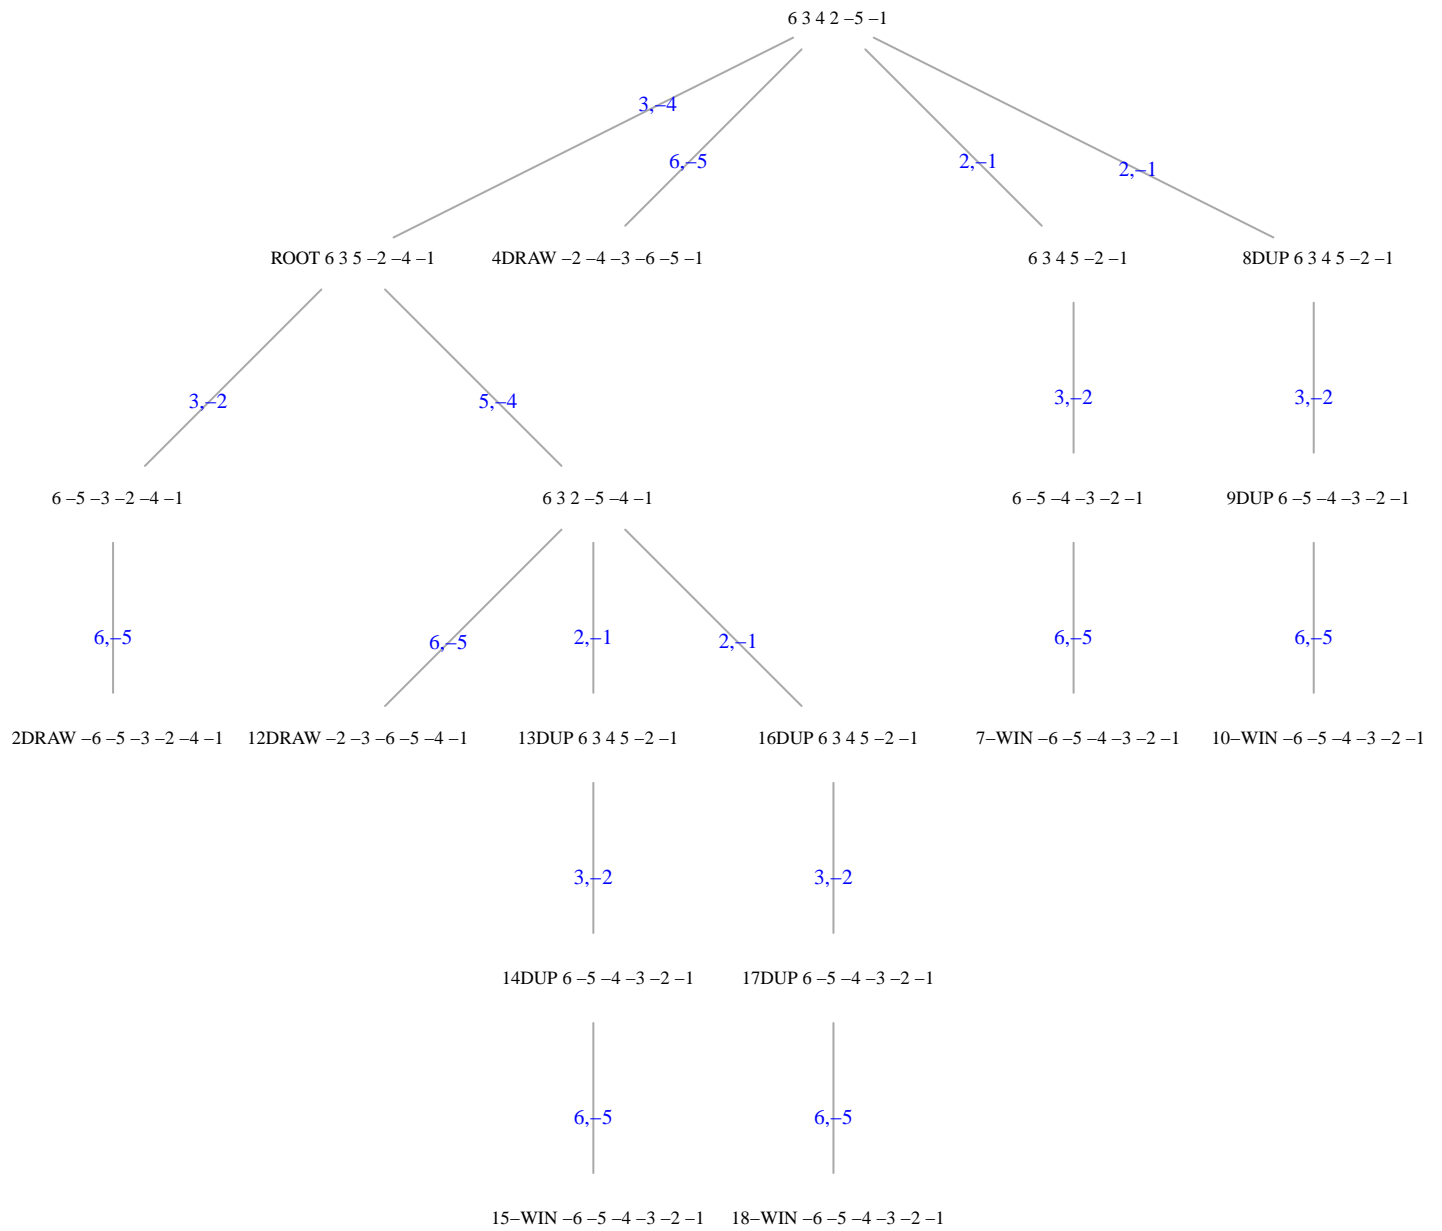 6 3 4 2 –5 –1
3,–4
6,–5
2,–1
2,–1
ROOT 6 3 5 –2 –4 –1
4DRAW –2 –4 –3 –6 –5 –1
6 3 4 5 –2 –1
8DUP 6 3 4 5 –2 –1
3,–2
5,–4
3,–2
3,–2
6 –5 –3 –2 –4 –1
6 3 2 –5 –4 –1
6 –5 –4 –3 –2 –1
9DUP 6 –5 –4 –3 –2 –1
6,–5
6,–5
2,–1
2,–1
6,–5
6,–5
2DRAW –6 –5 –3 –2 –4 –1
12DRAW –2 –3 –6 –5 –4 –1
13DUP 6 3 4 5 –2 –1
16DUP 6 3 4 5 –2 –1
7–WIN –6 –5 –4 –3 –2 –1
10–WIN –6 –5 –4 –3 –2 –1
3,–2
3,–2
14DUP 6 –5 –4 –3 –2 –1
17DUP 6 –5 –4 –3 –2 –1
6,–5
6,–5
15–WIN –6 –5 –4 –3 –2 –1
18–WIN –6 –5 –4 –3 –2 –1